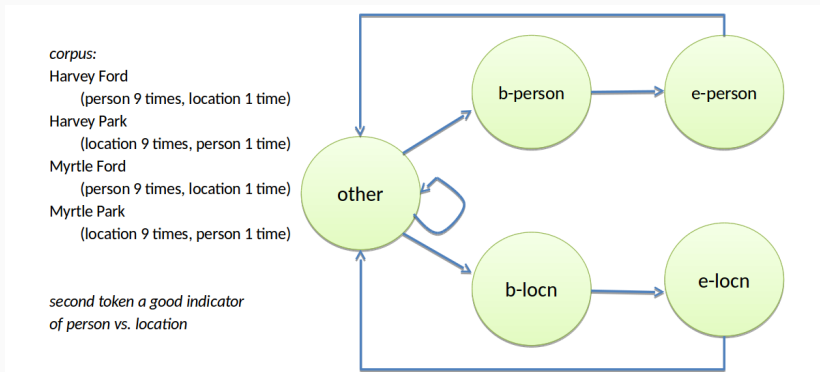 corpus:
Harvey Ford
(person 9 times, location 1 time)
Harvey Park
(location 9 times, person 1 time)
Myrtle Ford
(person 9 times, location 1 time)
Myrtle Park
(location 9 times, person 1 time)
second token a good indicator
of person vs. location
other
b-person
e-person
b-locn
e-locn